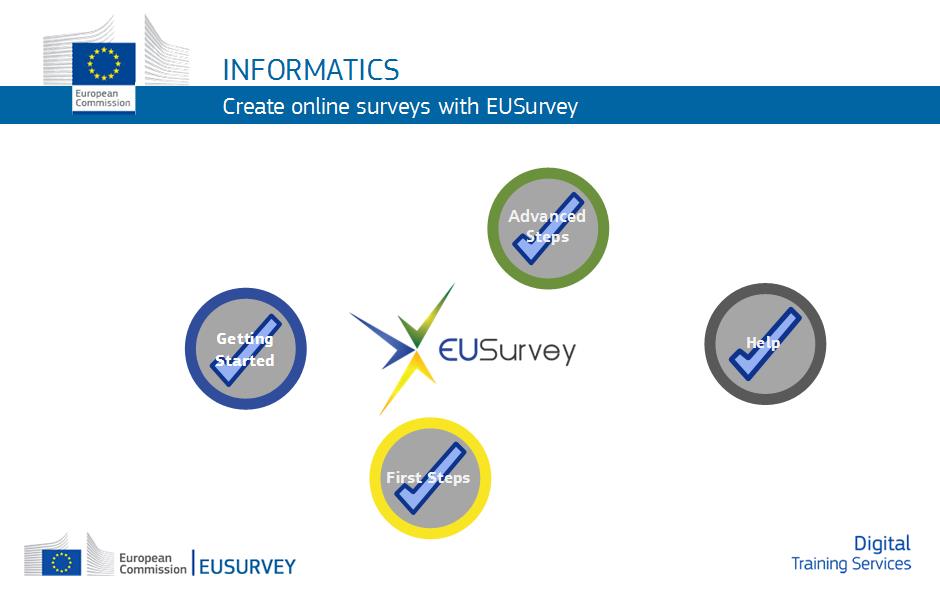 European
Commission
INFORMATICS
Create online surveys with EUSurvey
Advanced
Steps
Getting
Started
EUSurvey
Help
First Steps
European
Commission
EUSURVEY
Digital
Training Services